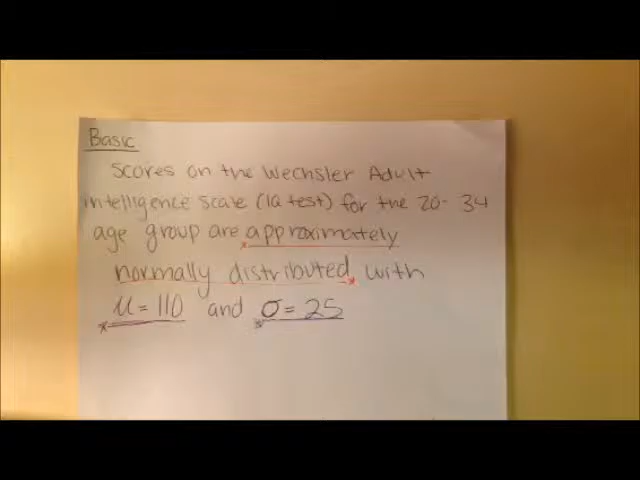 Basic
Scores on the Wechsler Adult
intelligence scale (IQ test) for the 20-34
age group are approximately
normally distributed with
μ = 110 and σ = 25